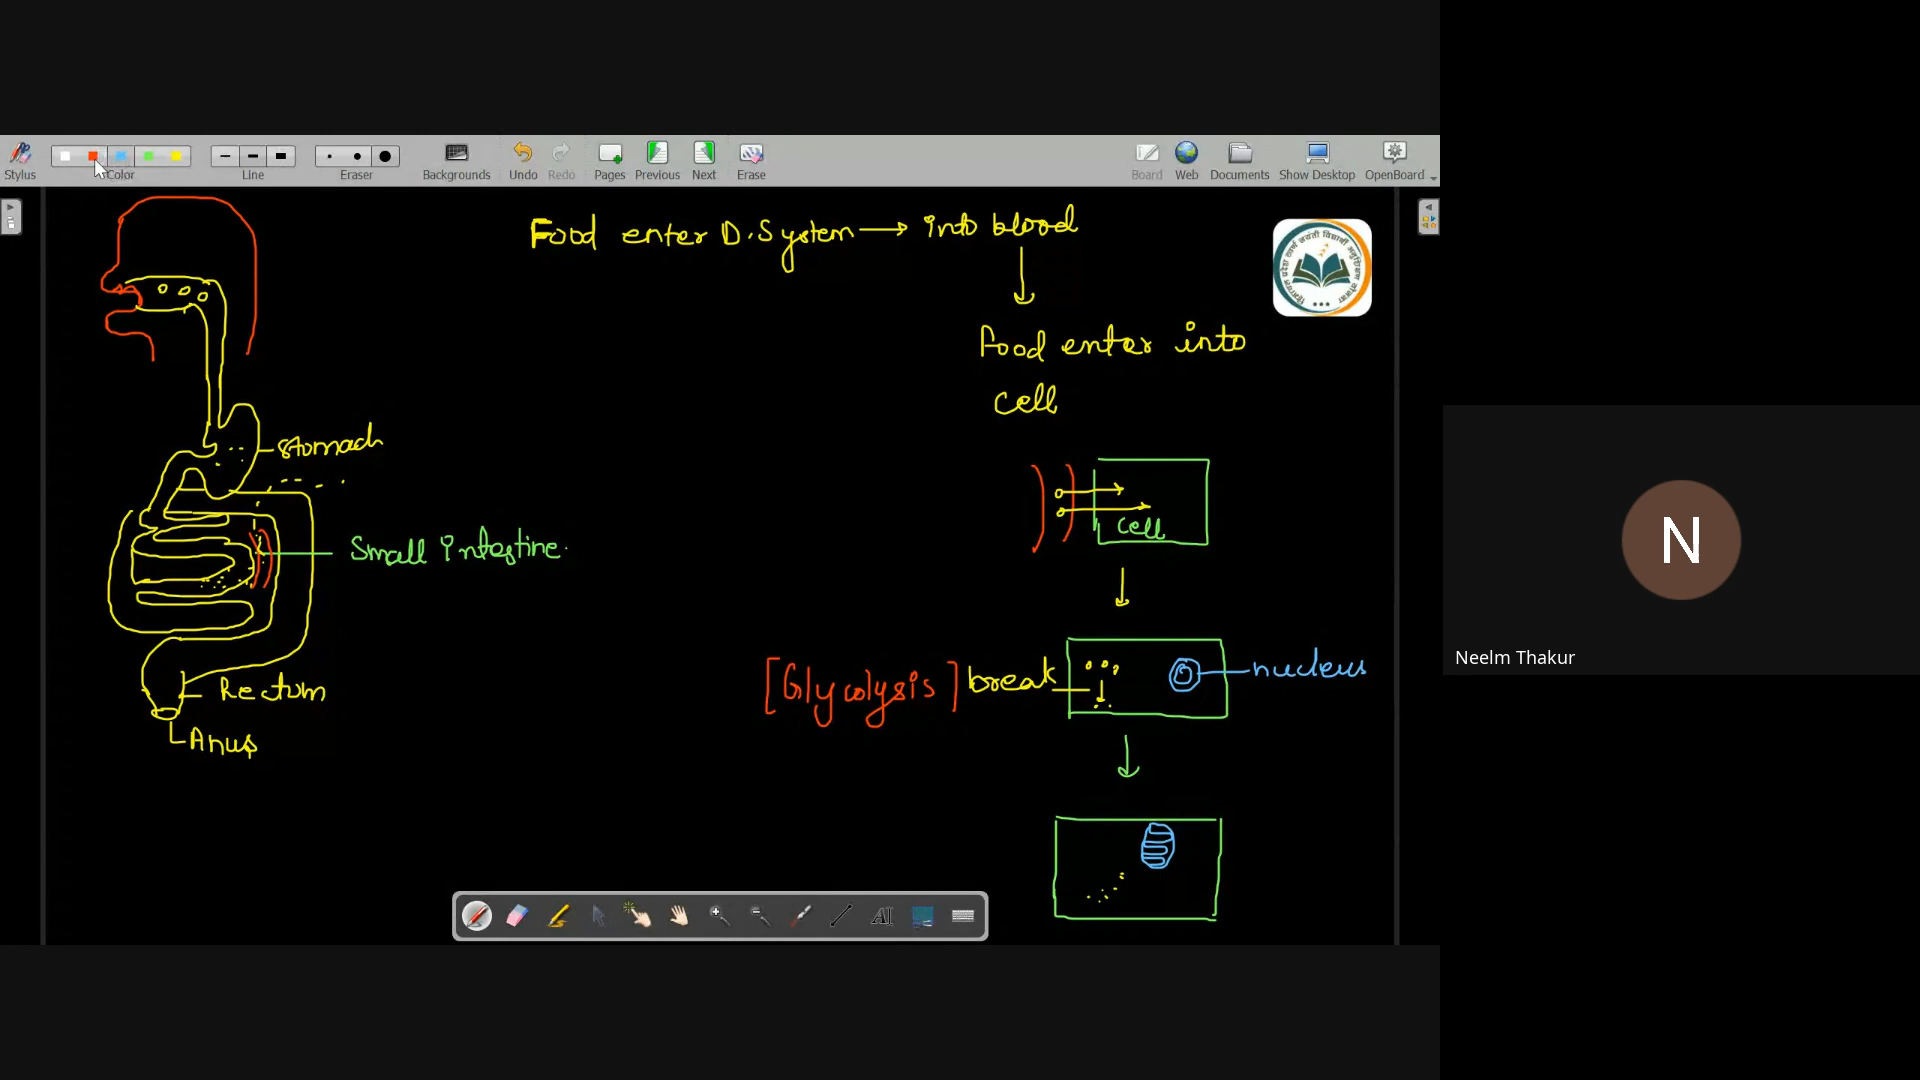 Stylus
Color
Line
Eraser
Backgrounds
Undo
Redo
Pages
Previous
Next
Erase
Board
Web
Documents
Show Desktop
OpenBoard
Food enter D.System → into blood
food enter into
cell
Stomach
Small intestine
Rectum
Anus
cell
[Glycolysis] break
nucleus
N
Neelm Thakur